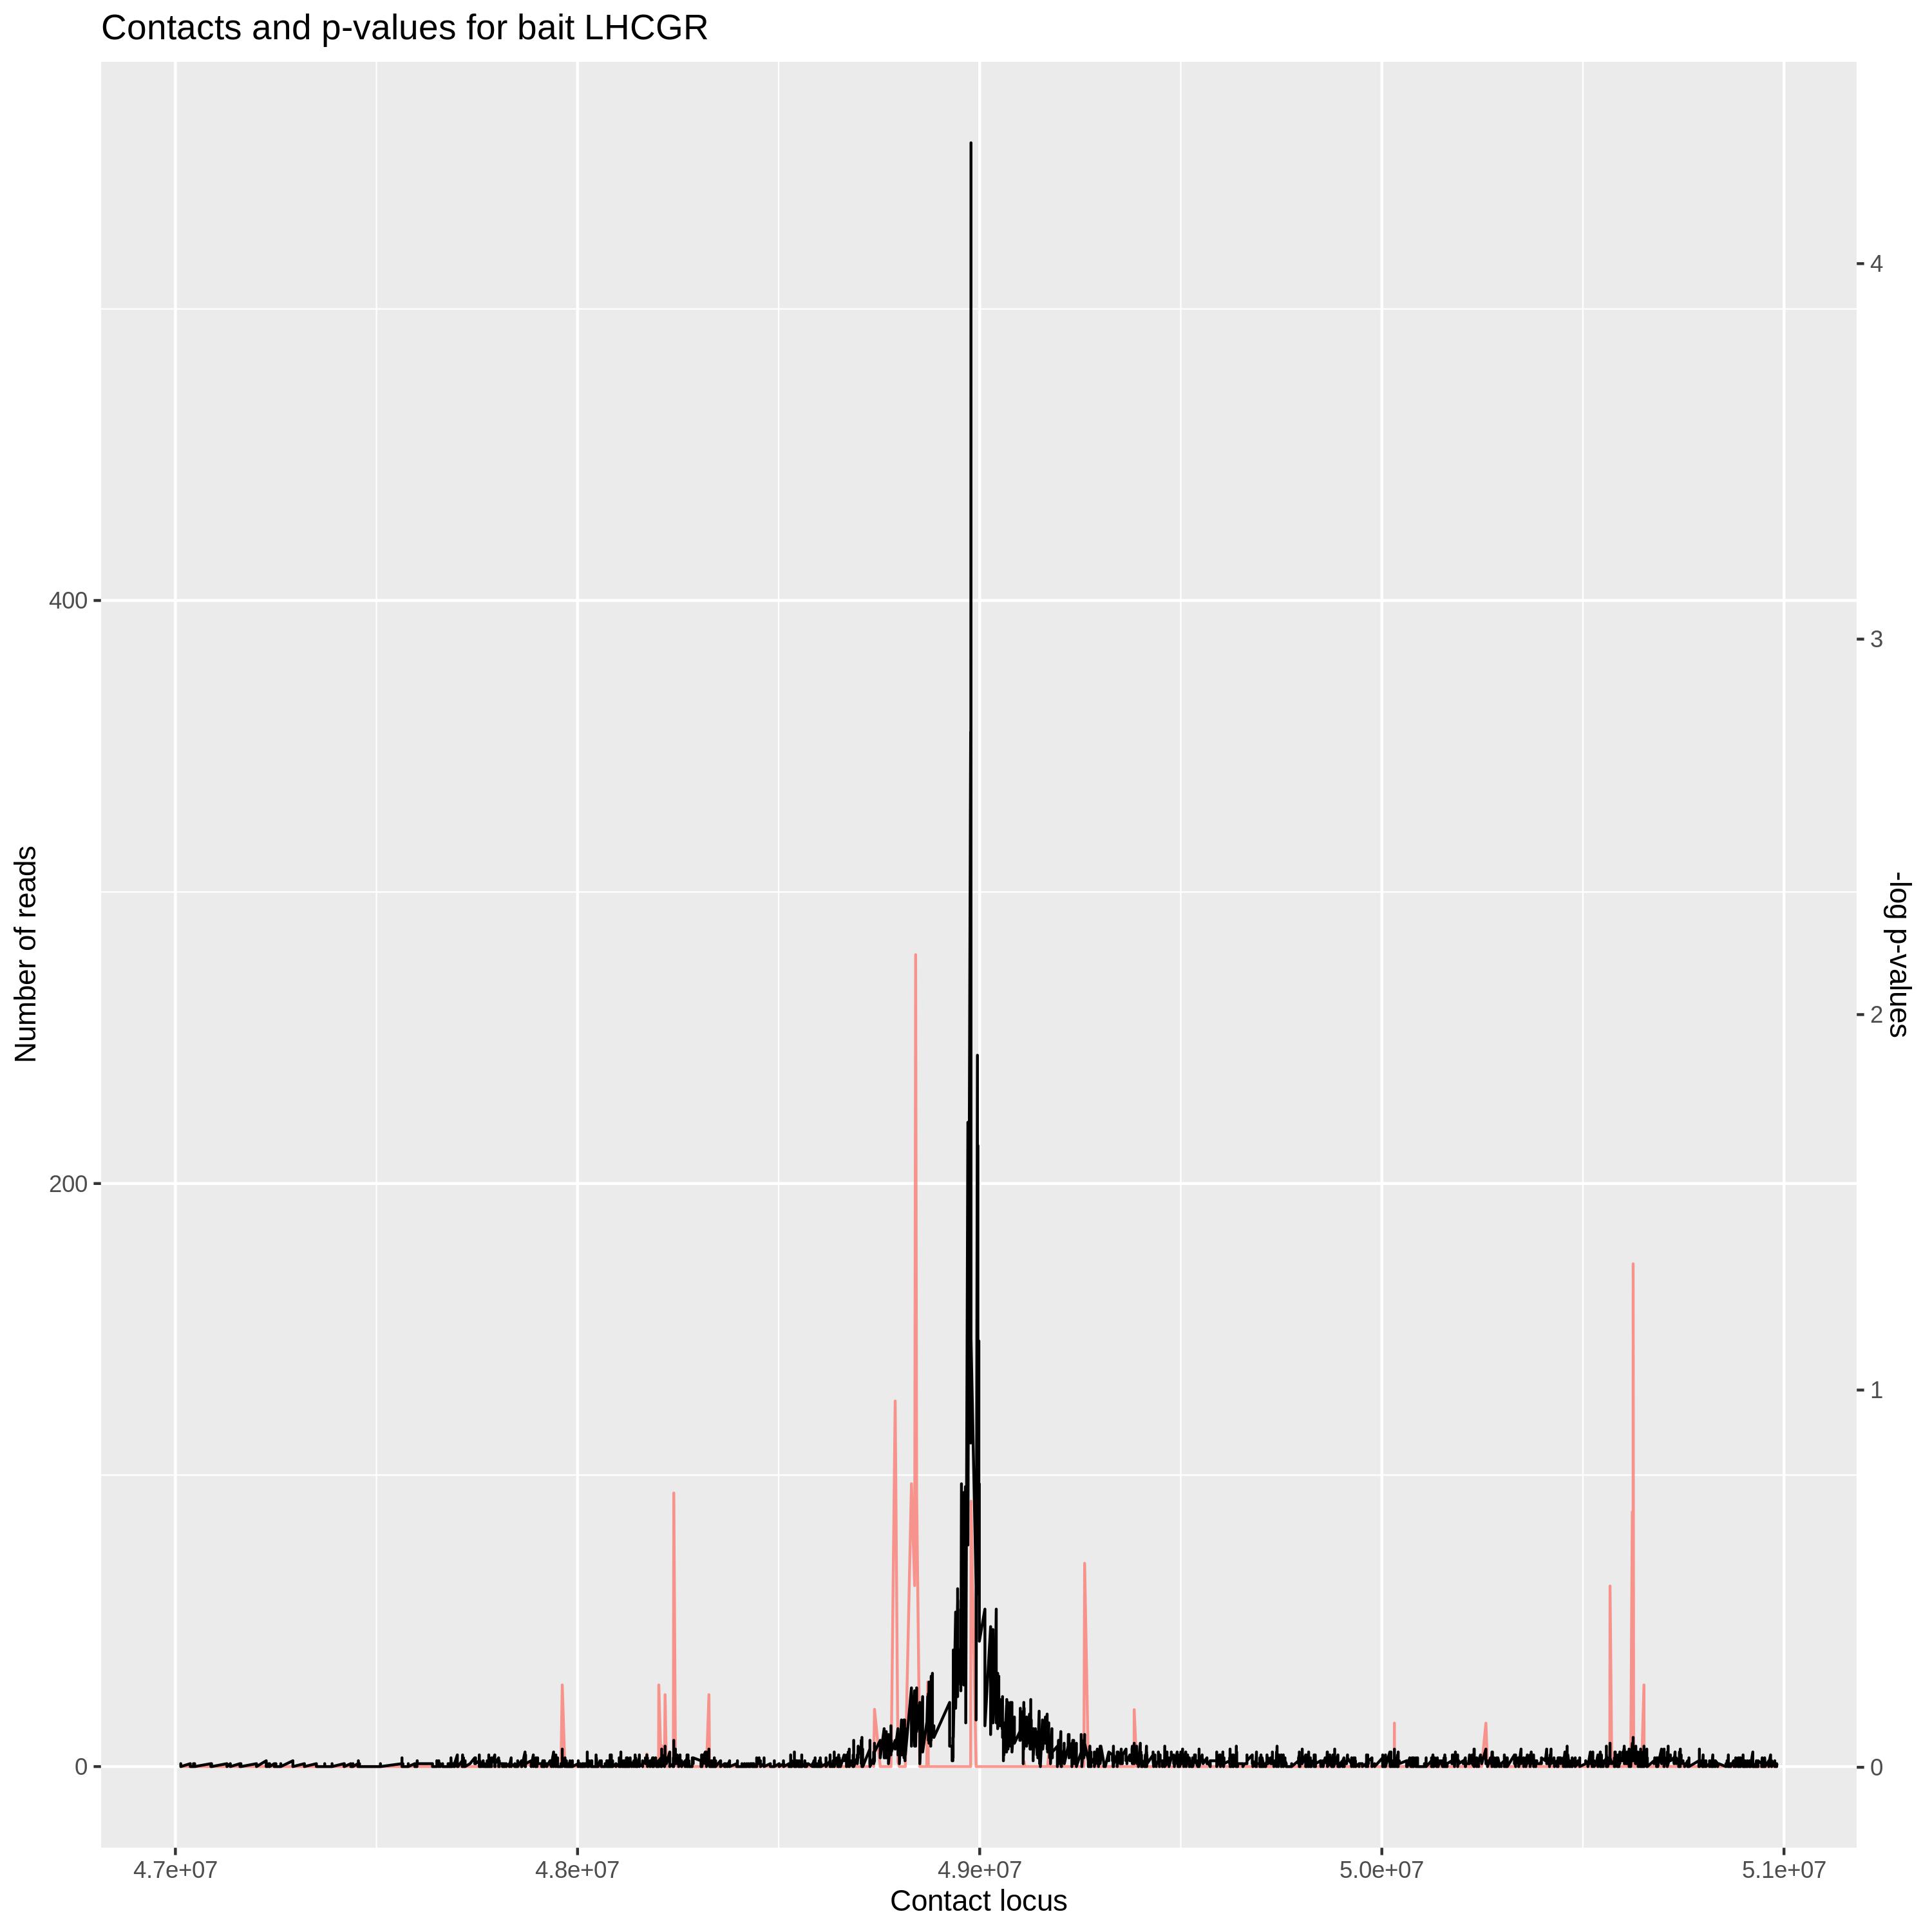 Contacts and p-values for bait LHCGR
Number of reads
400
200
0
4
3
2
1
0
-log p-values
4.7e+07 4.8e+07 4.9e+07 5.0e+07 5.1e+07
Contact locus